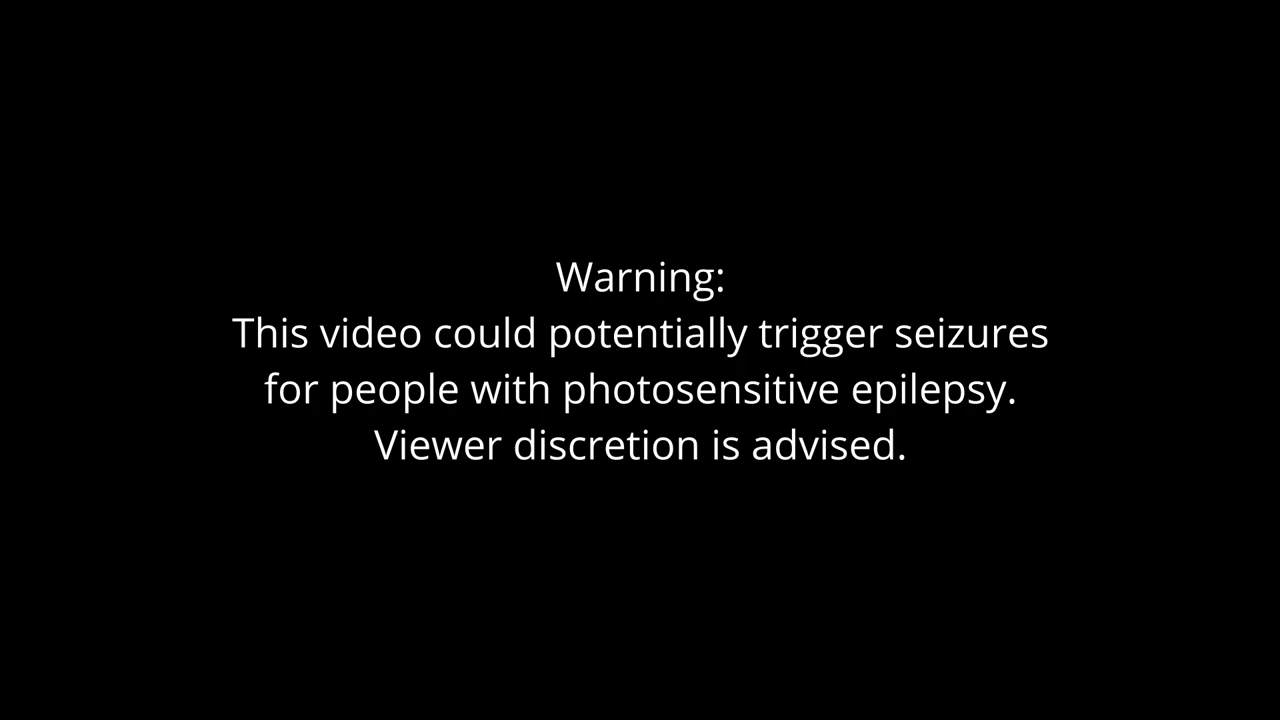 Warning:
This video could potentially trigger seizures
for people with photosensitive epilepsy.
Viewer discretion is advised.